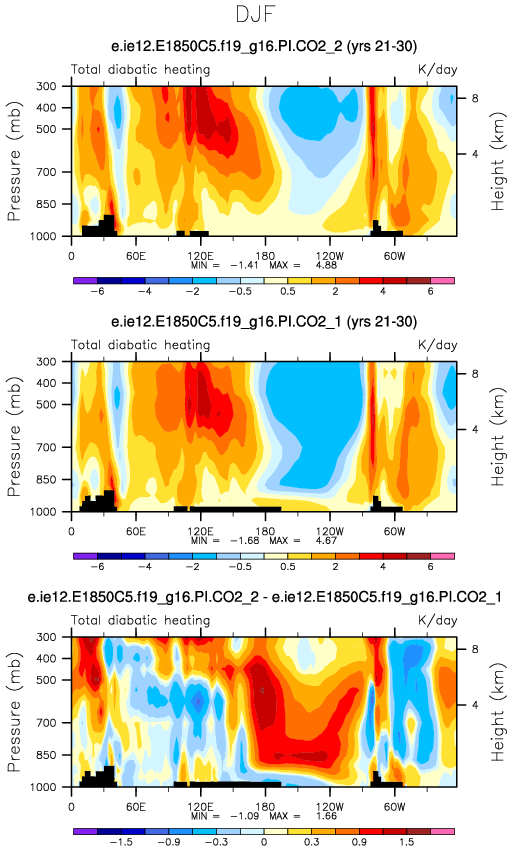 DJF
e.ie12.E1850C5.f19_g16.PI.CO2_2 (yrs 21-30)
Total diabatic heating K/day
300
400
500
700
850
1000
Pressure (mb)
8
4
Height (km)
0 60E 120E 180 120W 60W
MIN = -1.41 MAX = 4.88
-6 -4 -2 -0.5 0.5 2 4 6
e.ie12.E1850C5.f19_g16.PI.CO2_1 (yrs 21-30)
Total diabatic heating K/day
300
400
500
700
850
1000
Pressure (mb)
8
4
Height (km)
0 60E 120E 180 120W 60W
MIN = -1.68 MAX = 4.67
-6 -4 -2 -0.5 0.5 2 4 6
e.ie12.E1850C5.f19_g16.PI.CO2_2 - e.ie12.E1850C5.f19_g16.PI.CO2_1
Total diabatic heating K/day
300
400
500
700
850
1000
Pressure (mb)
8
4
Height (km)
0 60E 120E 180 120W 60W
MIN = -1.09 MAX = 1.66
-1.5 -0.9 -0.3 0 0.3 0.9 1.5